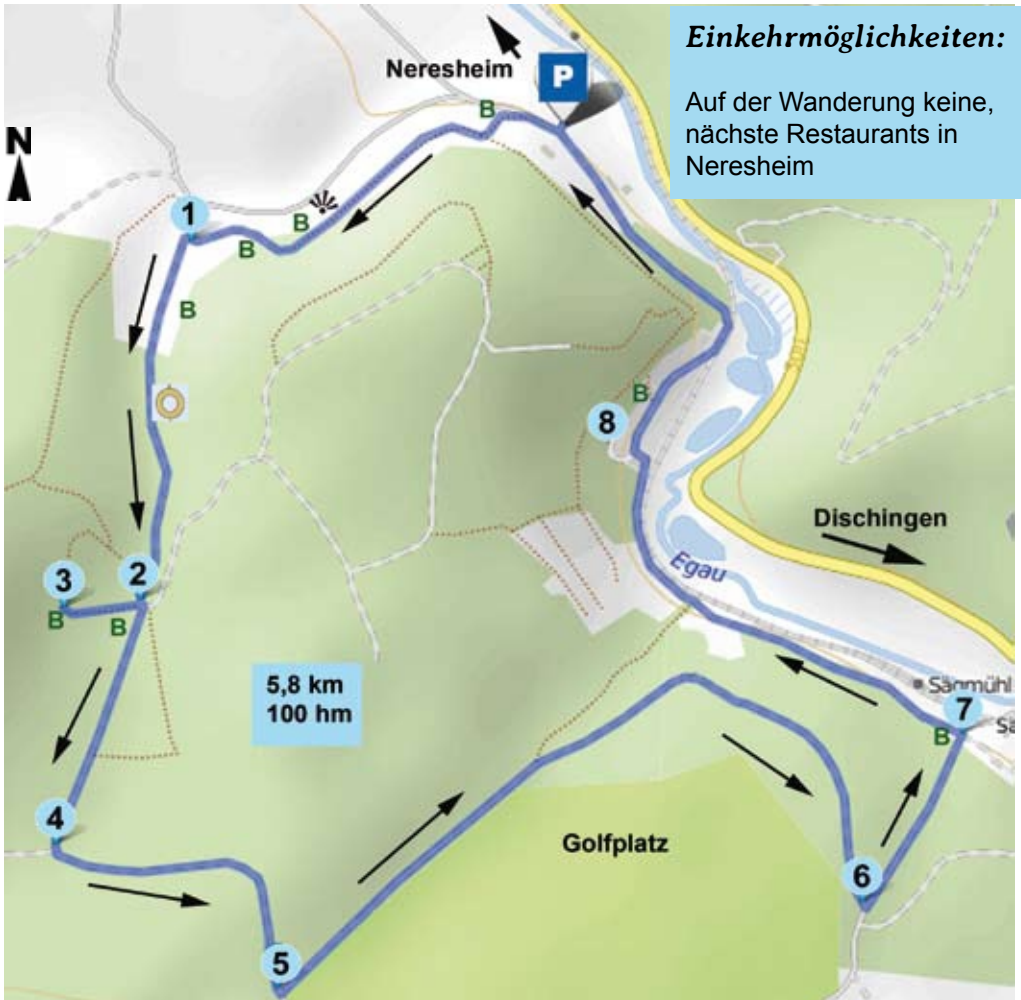 Einkehrmöglichkeiten:
Auf der Wanderung keine,
nächste Restaurants in
Neresheim
Neresheim
P
B
N
1
B
B
B
8
B
Dischingen
Egau
3
2
B
B
5,8 km
100 hm
Sägmühl
7
B
Sä
4
Golfplatz
6
5